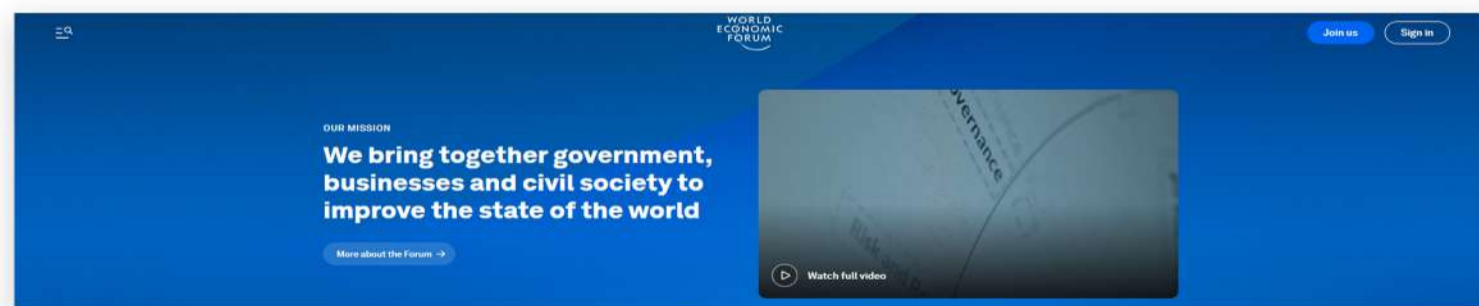 WORLD
ECONOMIC
FORUM
Join us
Sign in
OUR MISSION
We bring together government,
businesses and civil society to
improve the state of the world
More about the Forum →
Watch full video